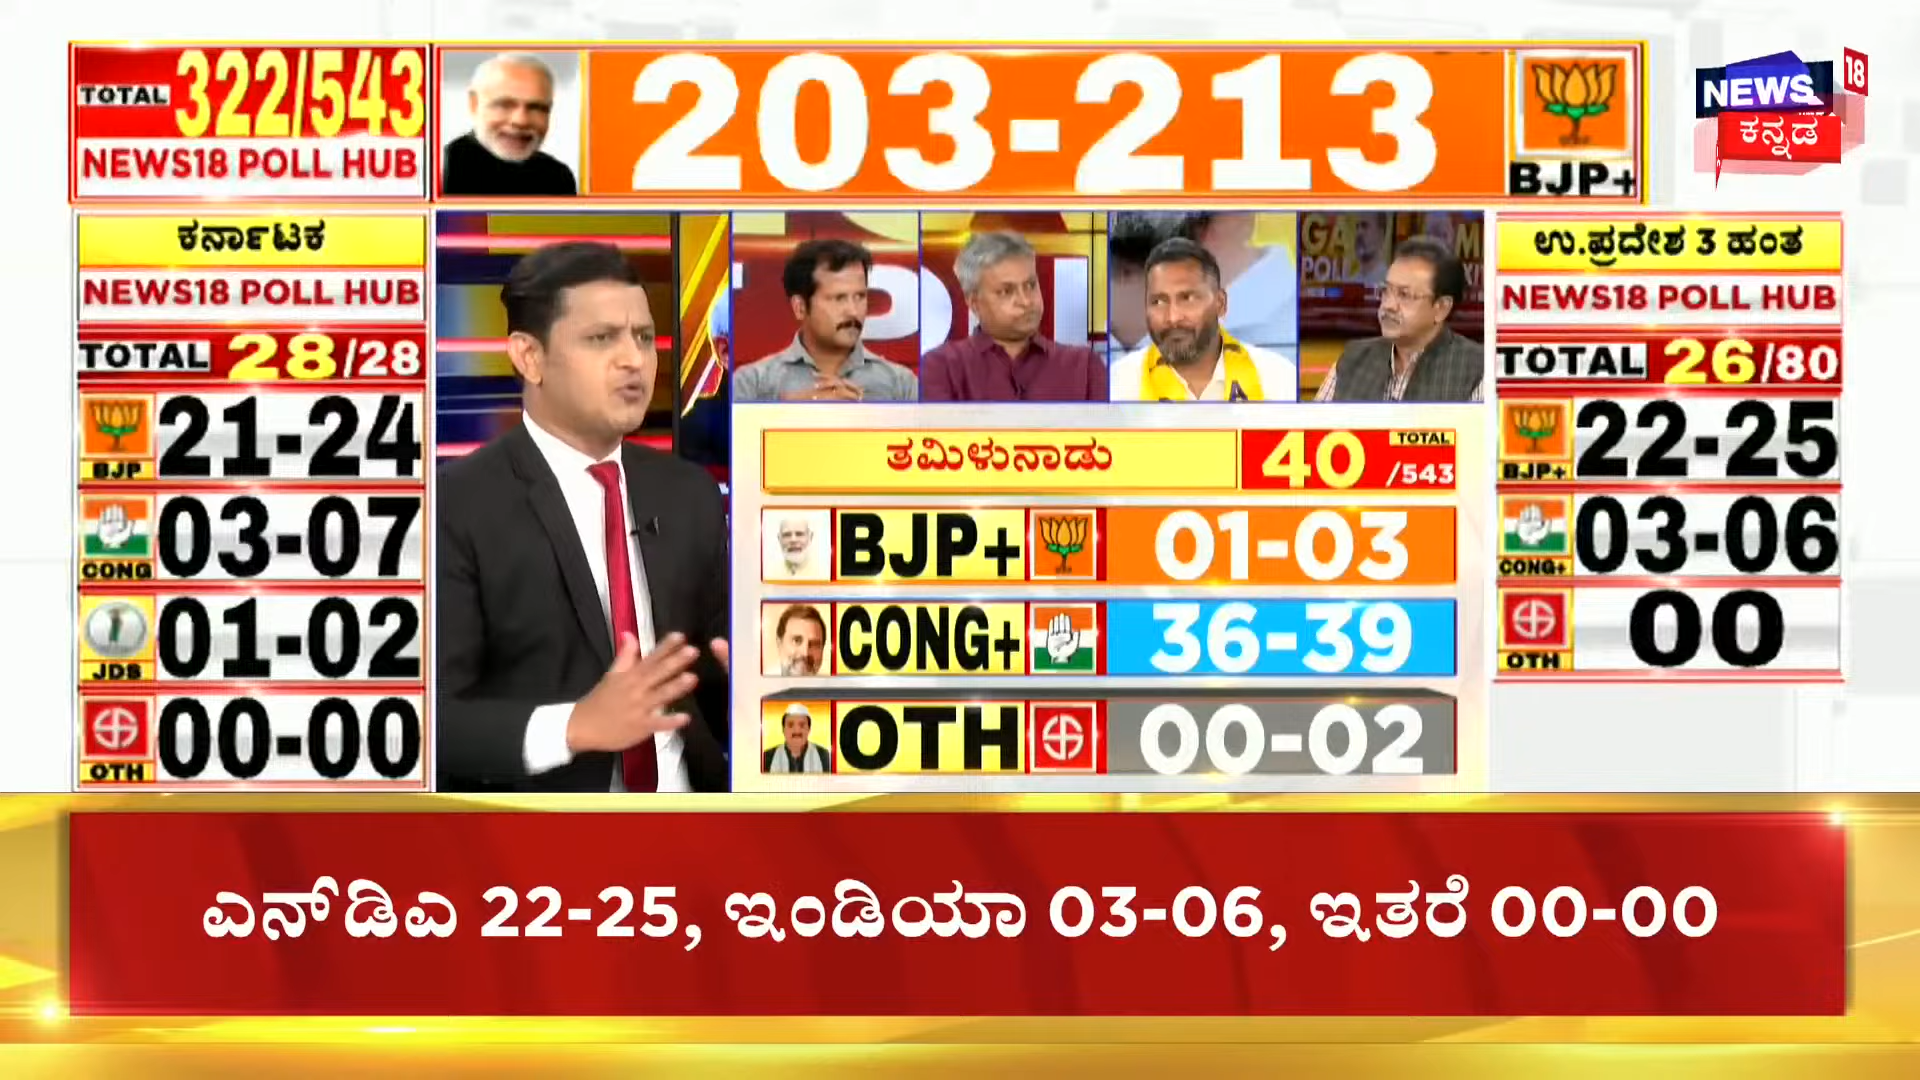 TOTAL 322/543
NEWS18 POLL HUB
203-213
BJP+
NEWS 18
ಕನ್ನಡ
ಕರ್ನಾಟಕ
NEWS18 POLL HUB
TOTAL 28/28
BJP 21-24
CONG 03-07
JDS 01-02
OTH 00-00
ತಮಿಳುನಾಡು 40 TOTAL /543
BJP+ 01-03
CONG+ 36-39
OTH 00-02
ಉ.ಪ್ರದೇಶ 3 ಹಂತ
NEWS18 POLL HUB
TOTAL 26/80
BJP+ 22-25
CONG+ 03-06
OTH 00
ಎನ್‌ಡಿಎ 22-25, ಇಂಡಿಯಾ 03-06, ಇತರೆ 00-00